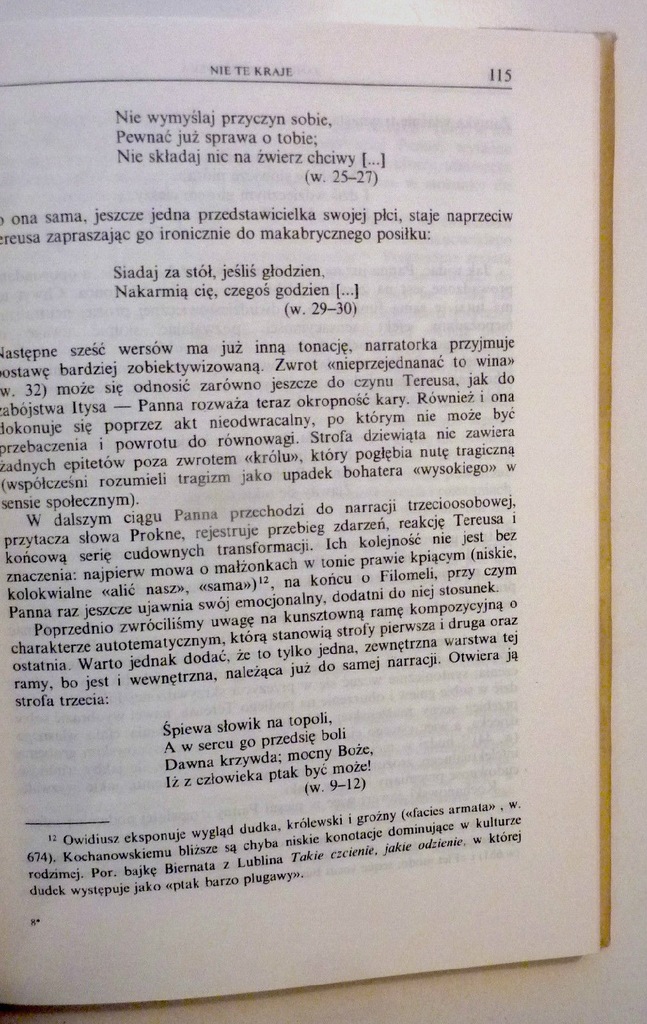 NIE TE KRAJE 115
Nie wymyślaj przyczyn sobie,
Pewnać już sprawa o tobie;
Nie składaj nic na źwierz chciwy [...]
(w. 25–27)
ona sama, jeszcze jedna przedstawicielka swojej płci, staje naprzeciw
ereusa zapraszając go ironicznie do makabrycznego posiłku:
Siadaj za stół, jeśliś głodzien,
Nakarmią cię, czegoś godzien [...]
(w. 29–30)
Następne sześć wersów ma już inną tonację, narratorka przyjmuje
postawę bardziej zobiektywizowaną. Zwrot «nieprzejednanać to wina»
w. 32) może się odnosić zarówno jeszcze do czynu Tereusa, jak do
zabójstwa Itysa — Panna rozważa teraz okropność kary. Również i ona
dokonuje się poprzez akt nieodwracalny, po którym nie może być
przebaczenia i powrotu do równowagi. Strofa dziewiąta nie zawiera
żadnych epitetów poza zwrotem «królu», który pogłębia nutę tragiczną
(współcześni rozumieli tragizm jako upadek bohatera «wysokiego» w
sensie społecznym).
W dalszym ciągu Panna przechodzi do narracji trzecioosobowej,
przytacza słowa Prokne, rejestruje przebieg zdarzeń, reakcję Tereusa i
końcową serię cudownych transformacji. Ich kolejność nie jest bez
znaczenia: najpierw mowa o małżonkach w tonie prawie kpiącym (niskie,
kolokwialne «alić nasz», «sama»)¹², na końcu o Filomeli, przy czym
Panna raz jeszcze ujawnia swój emocjonalny, dodatni do niej stosunek.
Poprzednio zwróciliśmy uwagę na kunsztowną ramę kompozycyjną o
charakterze autotematycznym, którą stanowią strofy pierwsza i druga oraz
ostatnia. Warto jednak dodać, że to tylko jedna, zewnętrzna warstwa tej
ramy, bo jest i wewnętrzna, należąca już do samej narracji. Otwiera ją
strofa trzecia:
Śpiewa słowik na topoli,
A w sercu go przedsię boli
Dawna krzywda; mocny Boże,
Iż z człowieka ptak być może!
(w. 9–12)
¹² Owidiusz eksponuje wygląd dudka, królewski i groźny («facies armata» , w.
674). Kochanowskiemu bliższe są chyba niskie konotacje dominujące w kulturze
rodzimej. Por. bajkę Biernata z Lublina Takie czcienie, jakie odzienie, w której
dudek występuje jako «ptak barzo plugawy».
8*